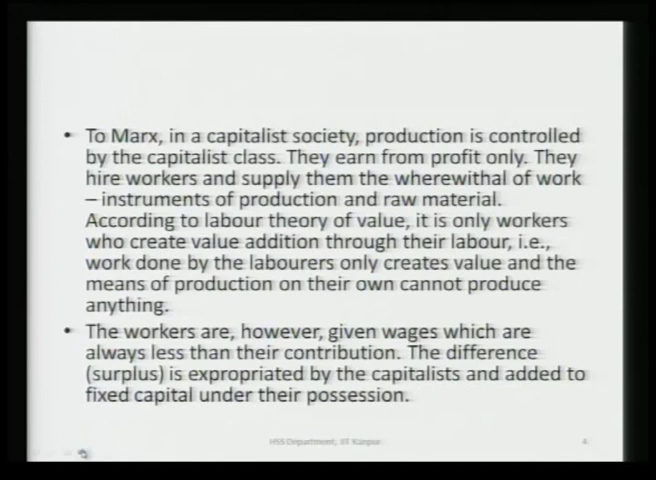 • To Marx, in a capitalist society, production is controlled
by the capitalist class. They earn from profit only. They
hire workers and supply them the wherewithal of work
– instruments of production and raw material.
According to labour theory of value, it is only workers
who create value addition through their labour, i.e.,
work done by the labourers only creates value and the
means of production on their own cannot produce
anything.
• The workers are, however, given wages which are
always less than their contribution. The difference
(surplus) is expropriated by the capitalists and added to
fixed capital under their possession.
HSS Department, IIT Kanpur
4